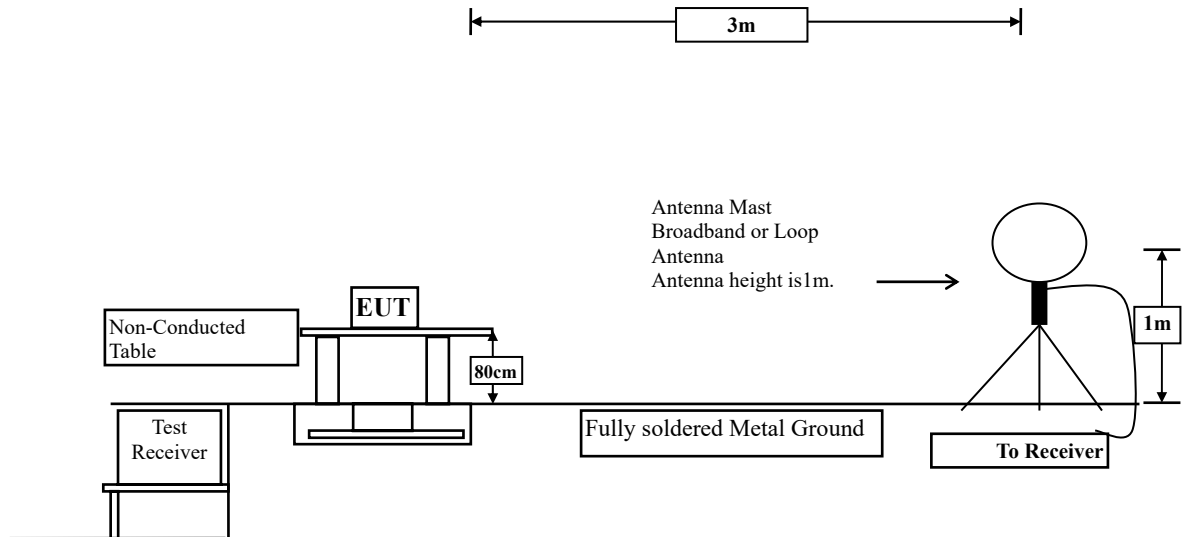 3m
Antenna Mast
Broadband or Loop
Antenna
Antenna height is1m.
EUT
Non-Conducted
Table
80cm
1m
Test
Receiver
Fully soldered Metal Ground
To Receiver